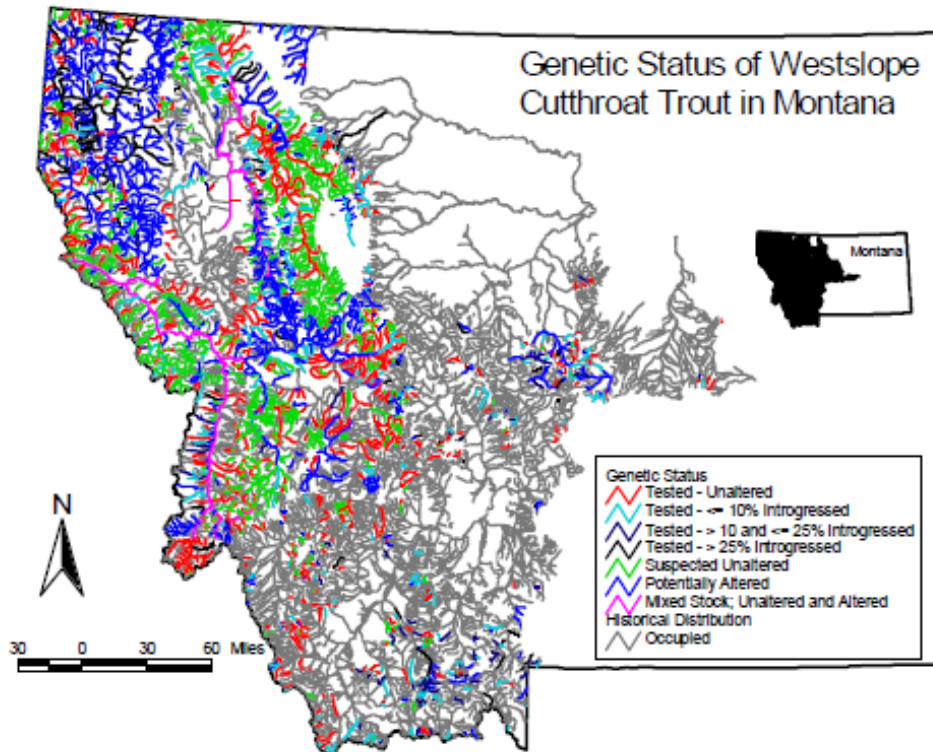 Genetic Status of Westslope
Cutthroat Trout in Montana
Montana
Genetic Status
Tested - Unaltered
Tested - <= 10% Introgressed
Tested - > 10 and <= 25% Introgressed
Tested - > 25% Introgressed
Suspected Unaltered
Potentially Altered
Mixed Stock; Unaltered and Altered
Historical Distribution
Occupied
N
30 0 30 60 Miles